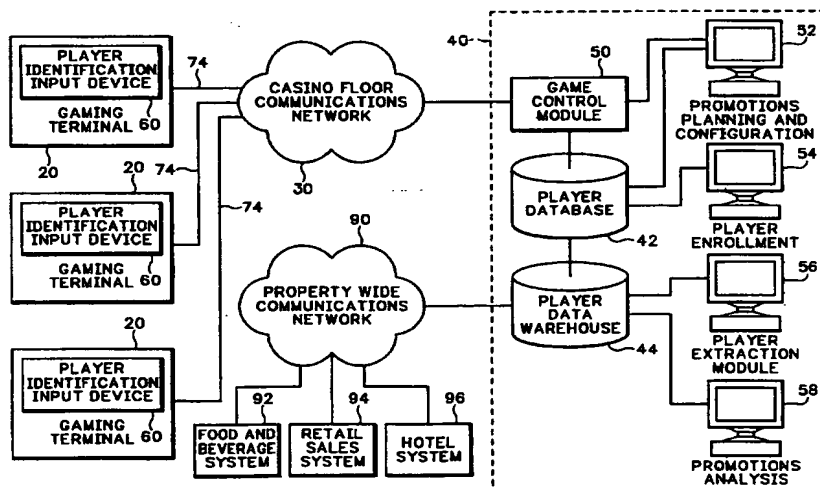 PLAYER
IDENTIFICATION
INPUT DEVICE
60
GAMING
TERMINAL
20
74
20
74
PLAYER
IDENTIFICATION
INPUT DEVICE
60
GAMING
TERMINAL
74
20
PLAYER
IDENTIFICATION
INPUT DEVICE
60
GAMING
TERMINAL
CASINO FLOOR
COMMUNICATIONS
NETWORK
30
90
PROPERTY WIDE
COMMUNICATIONS
NETWORK
92
FOOD AND
BEVERAGE
SYSTEM
94
RETAIL
SALES
SYSTEM
96
HOTEL
SYSTEM
40
50
GAME
CONTROL
MODULE
PLAYER
DATABASE
42
PLAYER
DATA
WAREHOUSE
44
52
PROMOTIONS
PLANNING AND
CONFIGURATION
54
PLAYER
ENROLLMENT
56
PLAYER
EXTRACTION
MODULE
58
PROMOTIONS
ANALYSIS